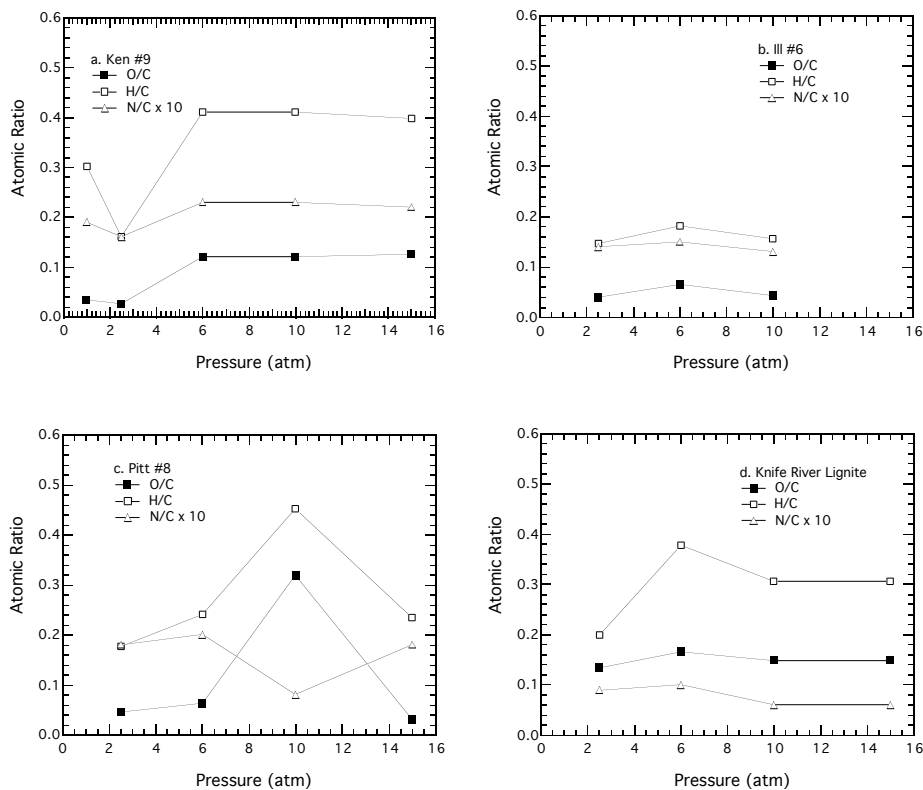 0.6
0.5
0.4
0.3
0.2
0.1
0.0
Atomic Ratio
a. Ken #9
O/C
H/C
N/C x 10
0 2 4 6 8 10 12 14 16
Pressure (atm)
0.6
0.5
0.4
0.3
0.2
0.1
0.0
Atomic Ratio
b. Ill #6
O/C
H/C
N/C x 10
0 2 4 6 8 10 12 14 16
Pressure (atm)
0.6
0.5
0.4
0.3
0.2
0.1
0.0
Atomic Ratio
c. Pitt #8
O/C
H/C
N/C x 10
0 2 4 6 8 10 12 14 16
Pressure (atm)
0.6
0.5
0.4
0.3
0.2
0.1
0.0
Atomic Ratio
d. Knife River Lignite
O/C
H/C
N/C x 10
0 2 4 6 8 10 12 14 16
Pressure (atm)